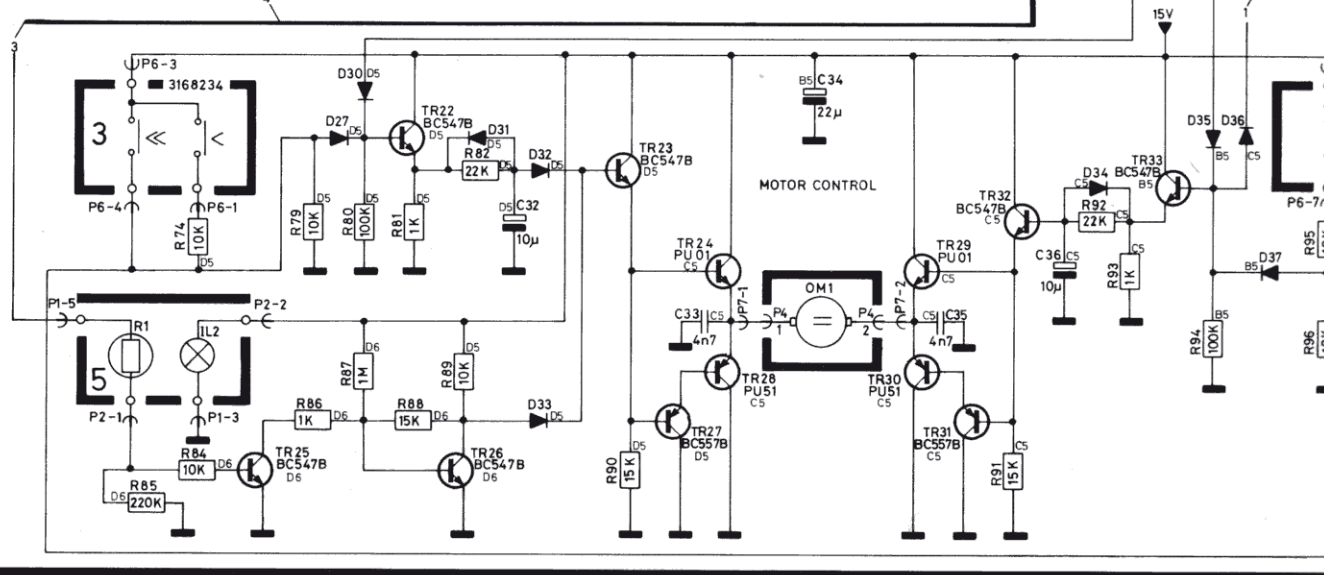 4
3
15V
1
P6-3
3168234
3
<<
<
P6-4
P6-1
R74
10K
D5
D30 D5
D27 D5
R79
10K
D5
R80
100K
D5
TR22
BC547B
D5
R81
1K
D5
D31
D5
R82
22K
D5
D32 D5
D5 C32
10µ
TR23
BC547B
D5
B5 C34
22µ
MOTOR CONTROL
TR24
PU01
C5
TR29
PU01
C5
TR32
BC547B
C5
D34
C5
R92
22K
C5
TR33
BC547B
B5
D35
B5
D36
C5
C36 C5
10µ
R93
1K
C5
B5 D37
R94
100K
B5
P6-7/
R95
R96
P1-5
P2-2
R1
IL2
5
P2-1
P1-3
R84
10K
D6
D6 R85
220K
TR25
BC547B
D6
R86
1K
D6
R87
1M
D6
R88
15K
D6
R89
10K
D5
D33
D5
TR26
BC547B
D6
R90
15K
D5
C33 C5
4n7
P7-1
P4
1
OM1
=
P4
2
P7-2
C5 C35
4n7
TR28
PU51
C5
TR30
PU51
C5
TR27
BC557B
D5
TR31
BC557B
C5
R91
15K
C5